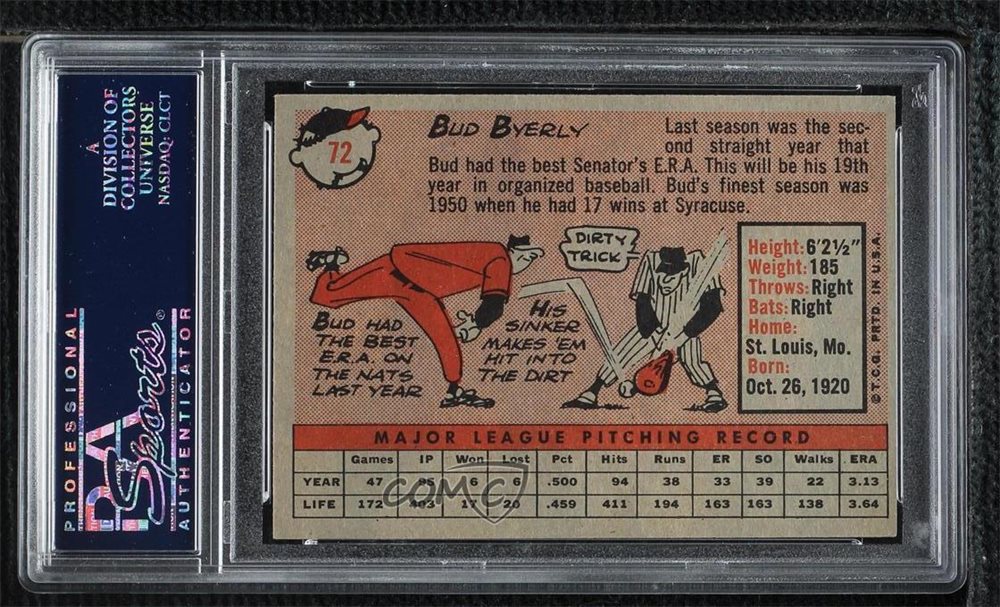 A
DIVISION OF
COLLECTORS
UNIVERSE
NASDAQ: CLCT
PROFESSIONAL
PSA
Sports®
AUTHENTICATOR
72
BUD BYERLY
Last season was the sec-
ond straight year that
Bud had the best Senator's E.R.A. This will be his 19th
year in organized baseball. Bud's finest season was
1950 when he had 17 wins at Syracuse.
DIRTY
TRICK
BUD HAD
THE BEST
E.R.A. ON
THE NATS
LAST YEAR
HIS
SINKER
MAKES 'EM
HIT INTO
THE DIRT
Height: 6'2½"
Weight: 185
Throws: Right
Bats: Right
Home:
St. Louis, Mo.
Born:
Oct. 26, 1920
© T.C.G. PRTD. IN U.S.A.
MAJOR LEAGUE PITCHING RECORD
Games IP Won Lost Pct Hits Runs ER SO Walks ERA
YEAR 47 95 6 6 .500 94 38 33 39 22 3.13
LIFE 172 403 17 20 .459 411 194 163 163 138 3.64
COMC